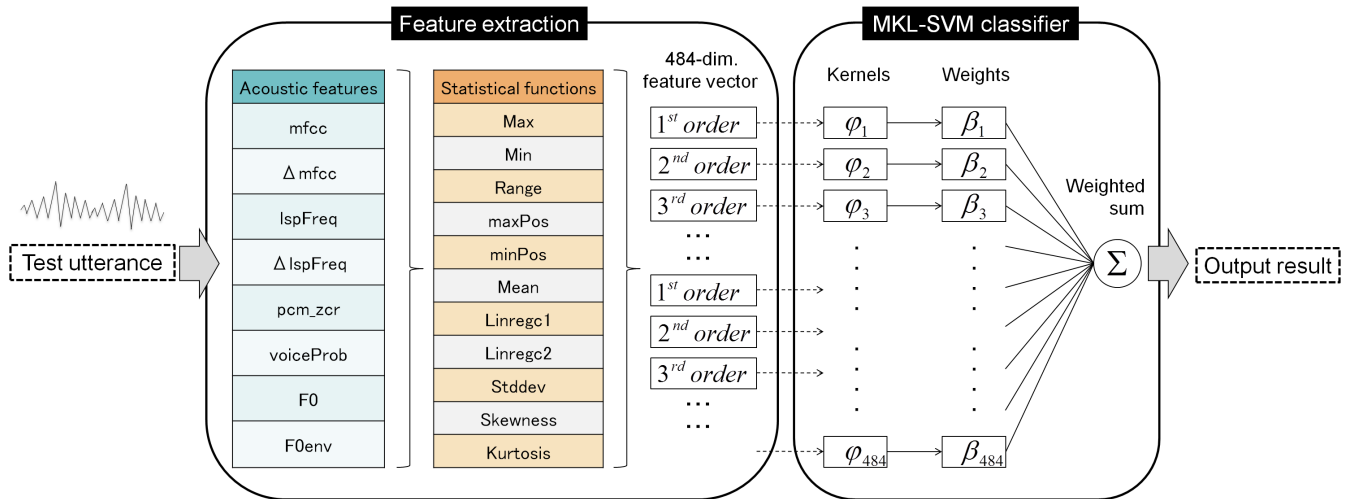 Feature extraction
MKL-SVM classifier
Test utterance
Acoustic features
mfcc
Δ mfcc
lspFreq
Δ lspFreq
pcm_zcr
voiceProb
F0
F0env
Statistical functions
Max
Min
Range
maxPos
minPos
Mean
Linregc1
Linregc2
Stddev
Skewness
Kurtosis
484-dim.
feature vector
1st order
2nd order
3rd order
...
1st order
2nd order
3rd order
...
Kernels
φ1
φ2
φ3
φ484
Weights
β1
β2
β3
β484
Weighted
sum
Σ
Output result